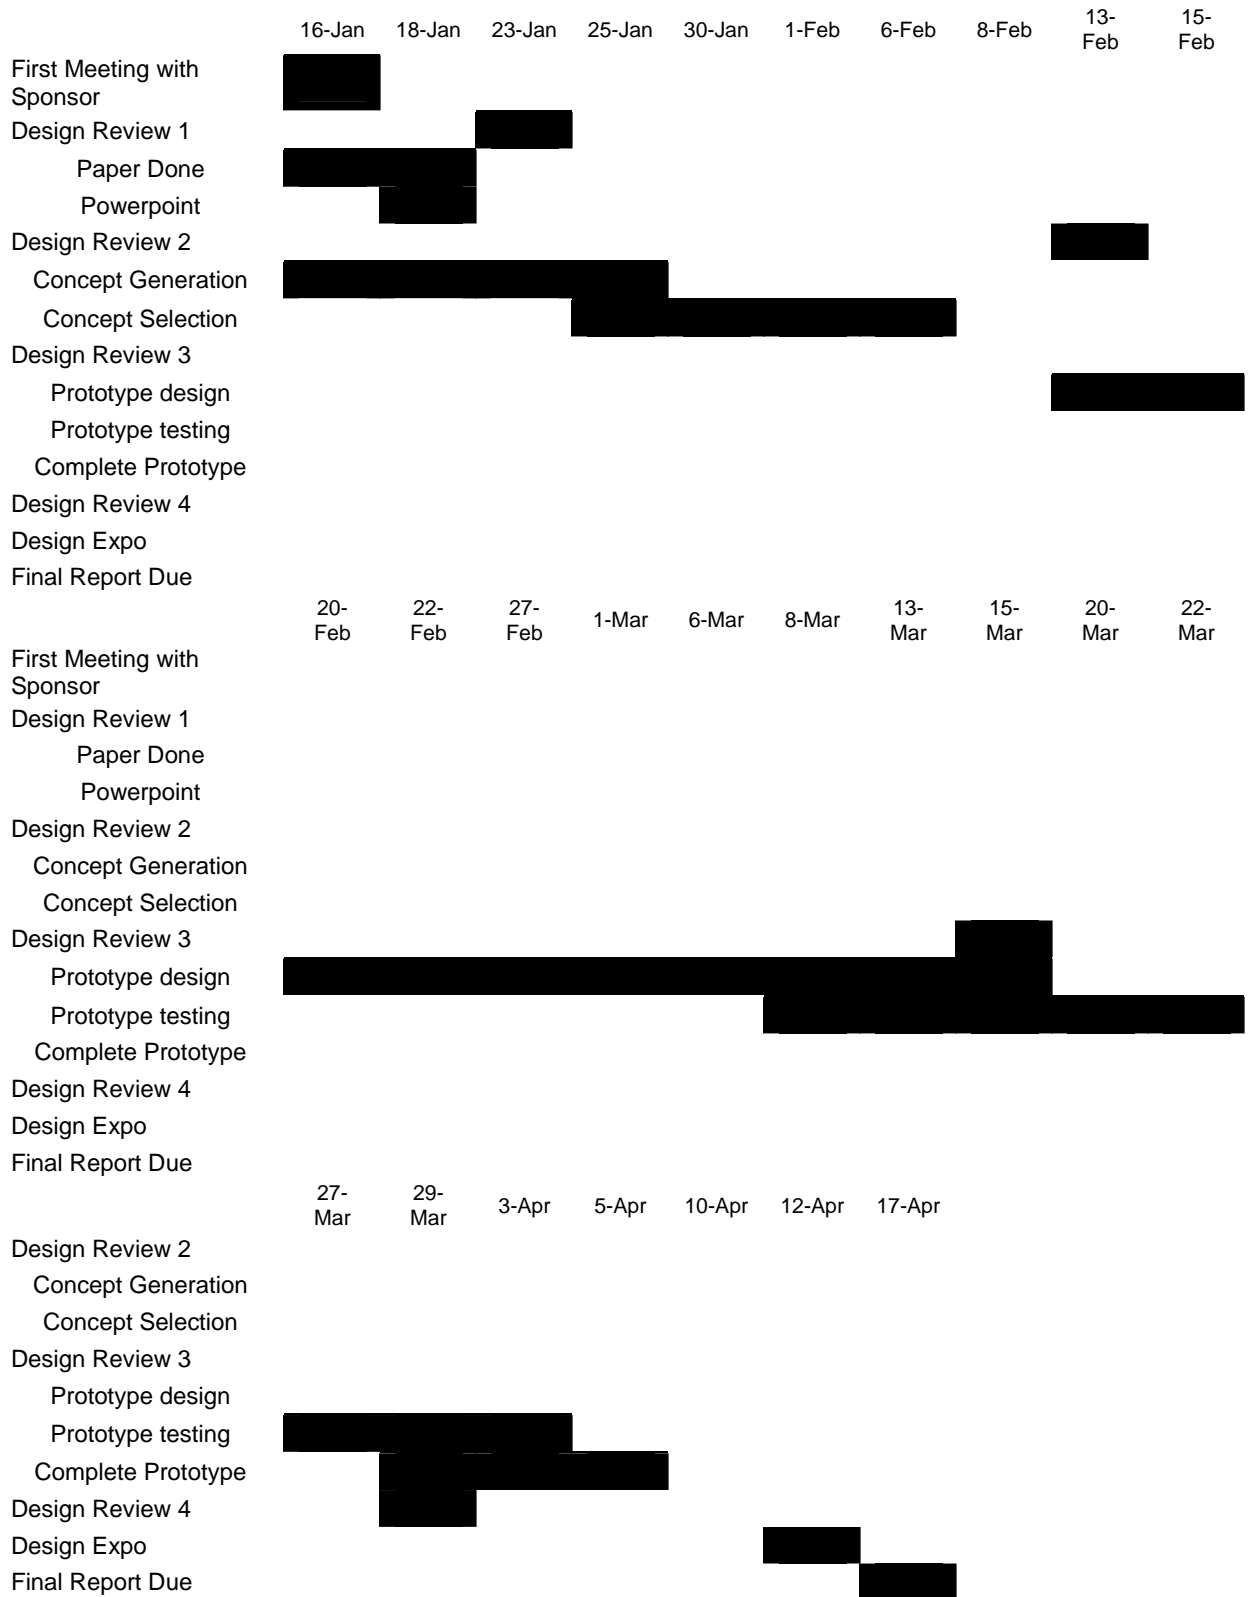 16-Jan 18-Jan 23-Jan 25-Jan 30-Jan 1-Feb 6-Feb 8-Feb 13-Feb 15-Feb
First Meeting with
Sponsor
Design Review 1
Paper Done
Powerpoint
Design Review 2
Concept Generation
Concept Selection
Design Review 3
Prototype design
Prototype testing
Complete Prototype
Design Review 4
Design Expo
Final Report Due
20-Feb 22-Feb 27-Feb 1-Mar 6-Mar 8-Mar 13-Mar 15-Mar 20-Mar 22-Mar
First Meeting with
Sponsor
Design Review 1
Paper Done
Powerpoint
Design Review 2
Concept Generation
Concept Selection
Design Review 3
Prototype design
Prototype testing
Complete Prototype
Design Review 4
Design Expo
Final Report Due
27-Mar 29-Mar 3-Apr 5-Apr 10-Apr 12-Apr 17-Apr
Design Review 2
Concept Generation
Concept Selection
Design Review 3
Prototype design
Prototype testing
Complete Prototype
Design Review 4
Design Expo
Final Report Due